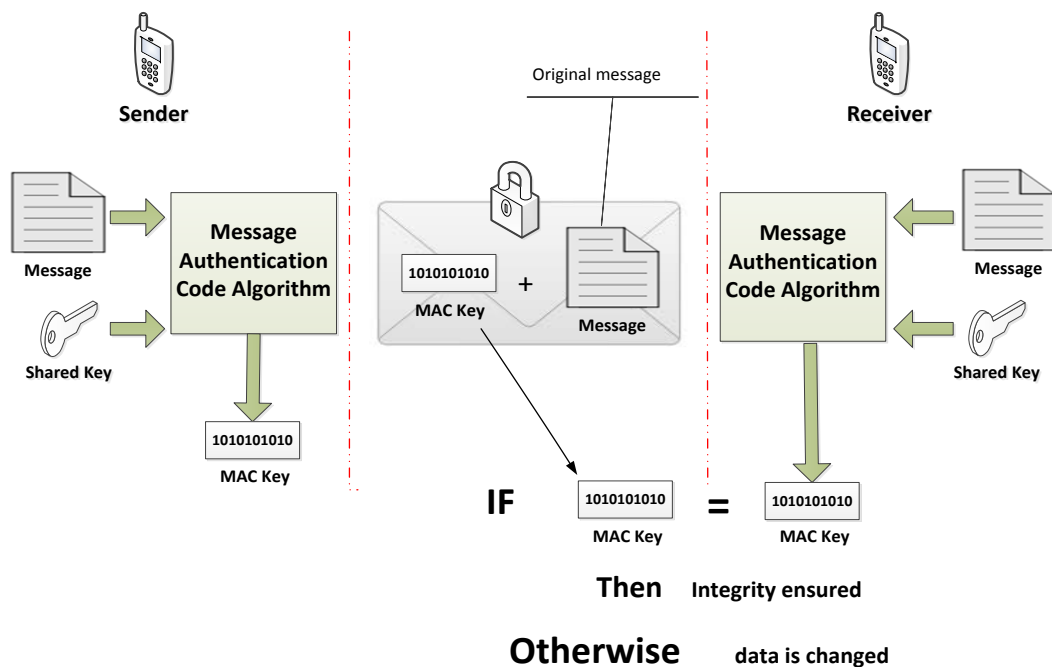 Sender
Message
Shared Key
Message
Authentication
Code Algorithm
1010101010
MAC Key
Original message
1010101010
MAC Key
+
Message
Receiver
Message
Authentication
Code Algorithm
Message
Shared Key
IF
1010101010
MAC Key
=
1010101010
MAC Key
Then Integrity ensured
Otherwise data is changed